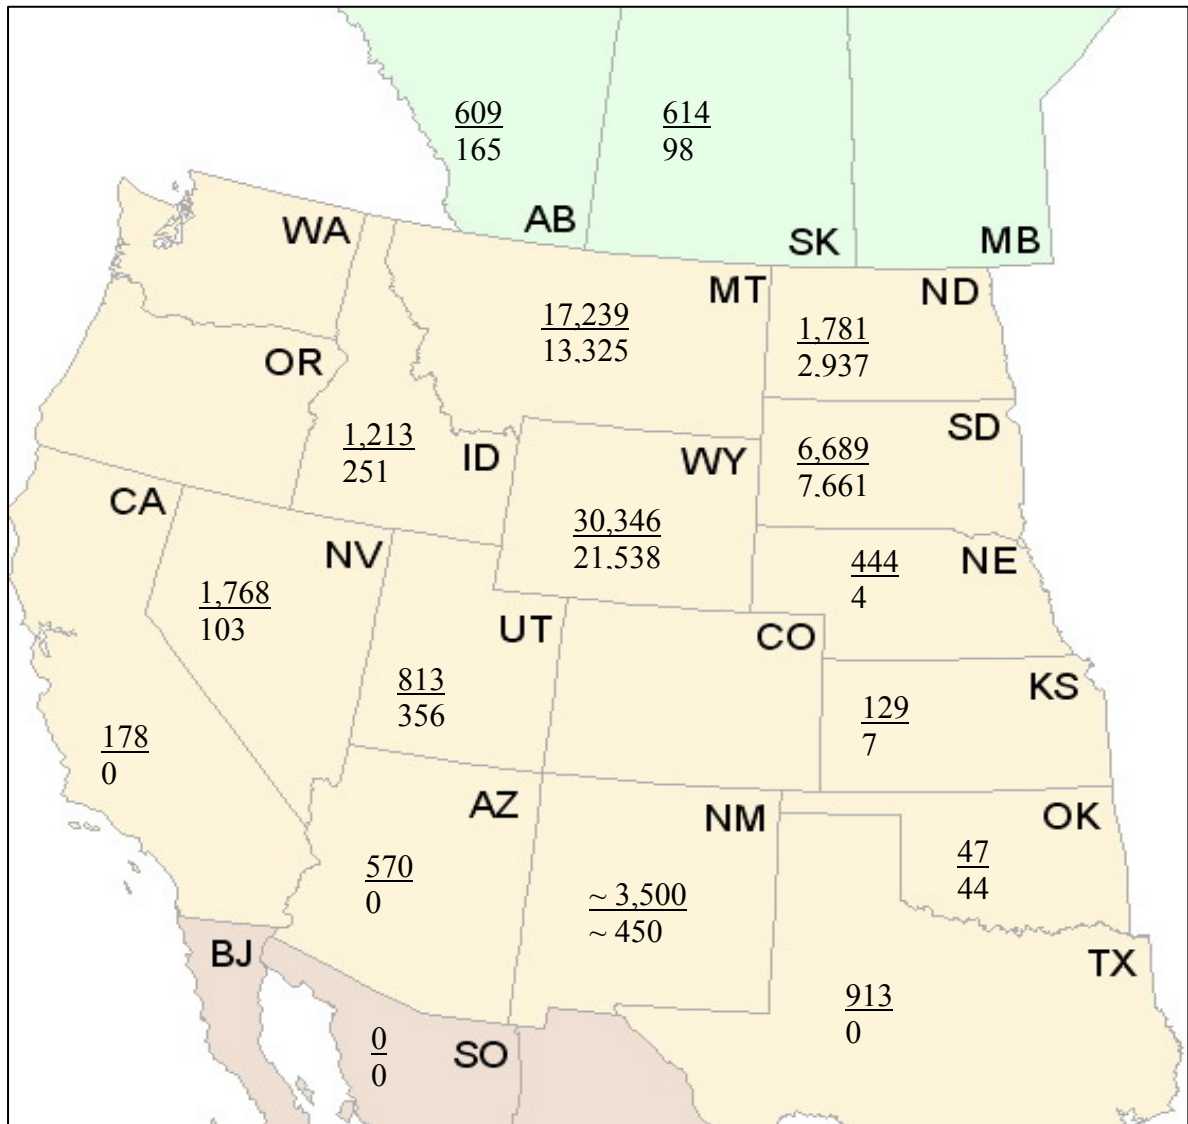 609
165
614
98
AB
WA
SK
MB
MT
ND
17,239
13,325
1,781
2,937
OR
SD
1,213
251
ID
WY
6,689
7,661
CA
30,346
21,538
NV
444
4
NE
1,768
103
UT
CO
KS
813
356
129
7
178
0
AZ
NM
OK
570
0
47
44
~ 3,500
~ 450
BJ
TX
913
0
0
0
SO